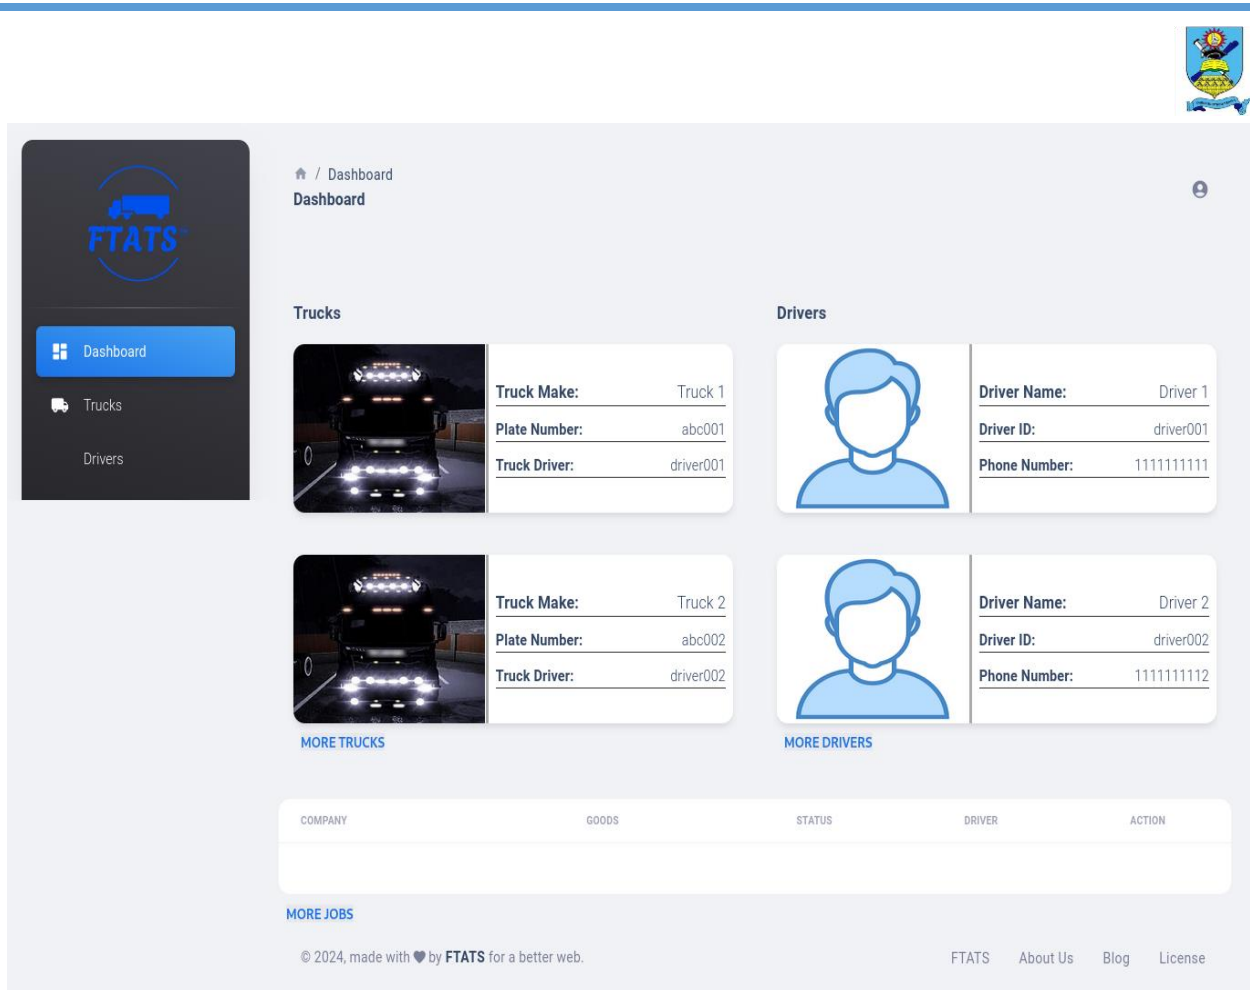 FTATS
Dashboard
Trucks
Drivers
/ Dashboard
Dashboard
Trucks
Truck Make: Truck 1
Plate Number: abc001
Truck Driver: driver001
Truck Make: Truck 2
Plate Number: abc002
Truck Driver: driver002
MORE TRUCKS
Drivers
Driver Name: Driver 1
Driver ID: driver001
Phone Number: 1111111111
Driver Name: Driver 2
Driver ID: driver002
Phone Number: 1111111112
MORE DRIVERS
COMPANY GOODS STATUS DRIVER ACTION
MORE JOBS
© 2024, made with ♥ by FTATS for a better web.
FTATS About Us Blog License